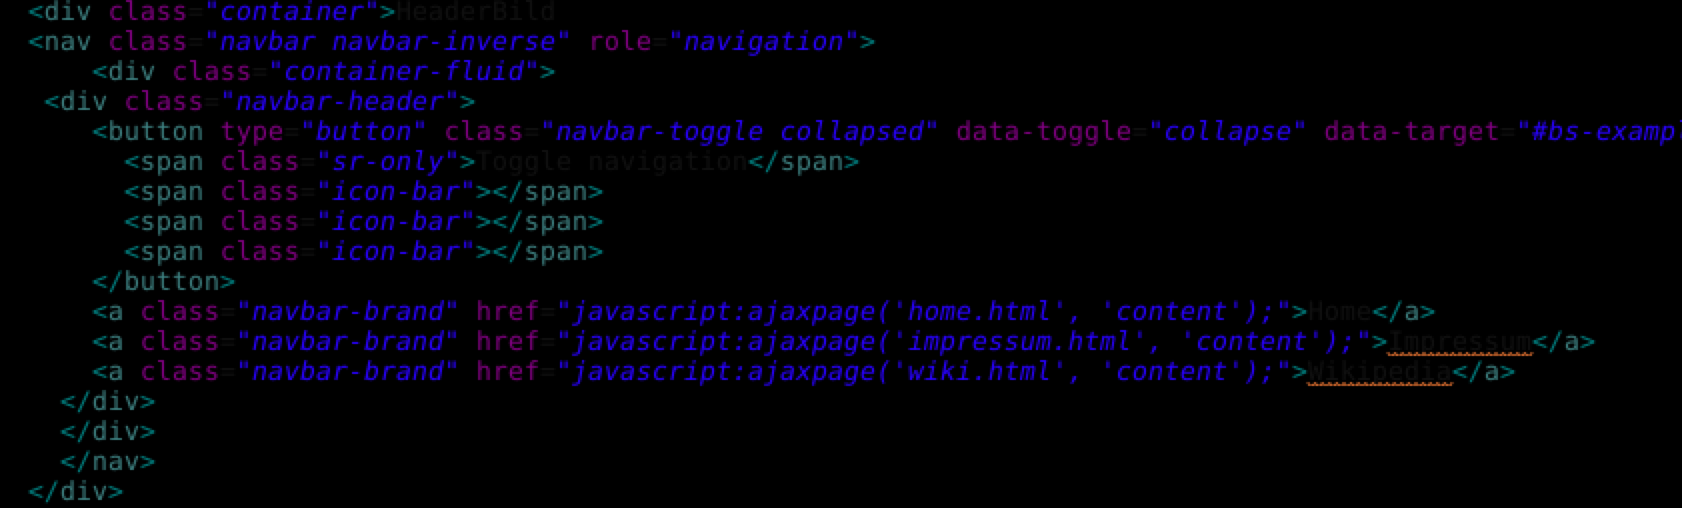 <div class="container">HeaderBild
<nav class="navbar navbar-inverse" role="navigation">
<div class="container-fluid">
<div class="navbar-header">
<button type="button" class="navbar-toggle collapsed" data-toggle="collapse" data-target="#bs-exampl
<span class="sr-only">Toggle navigation</span>
<span class="icon-bar"></span>
<span class="icon-bar"></span>
<span class="icon-bar"></span>
</button>
<a class="navbar-brand" href="javascript:ajaxpage('home.html', 'content');">Home</a>
<a class="navbar-brand" href="javascript:ajaxpage('impressum.html', 'content');">Impressum</a>
<a class="navbar-brand" href="javascript:ajaxpage('wiki.html', 'content');">Wikipedia</a>
</div>
</div>
</nav>
</div>